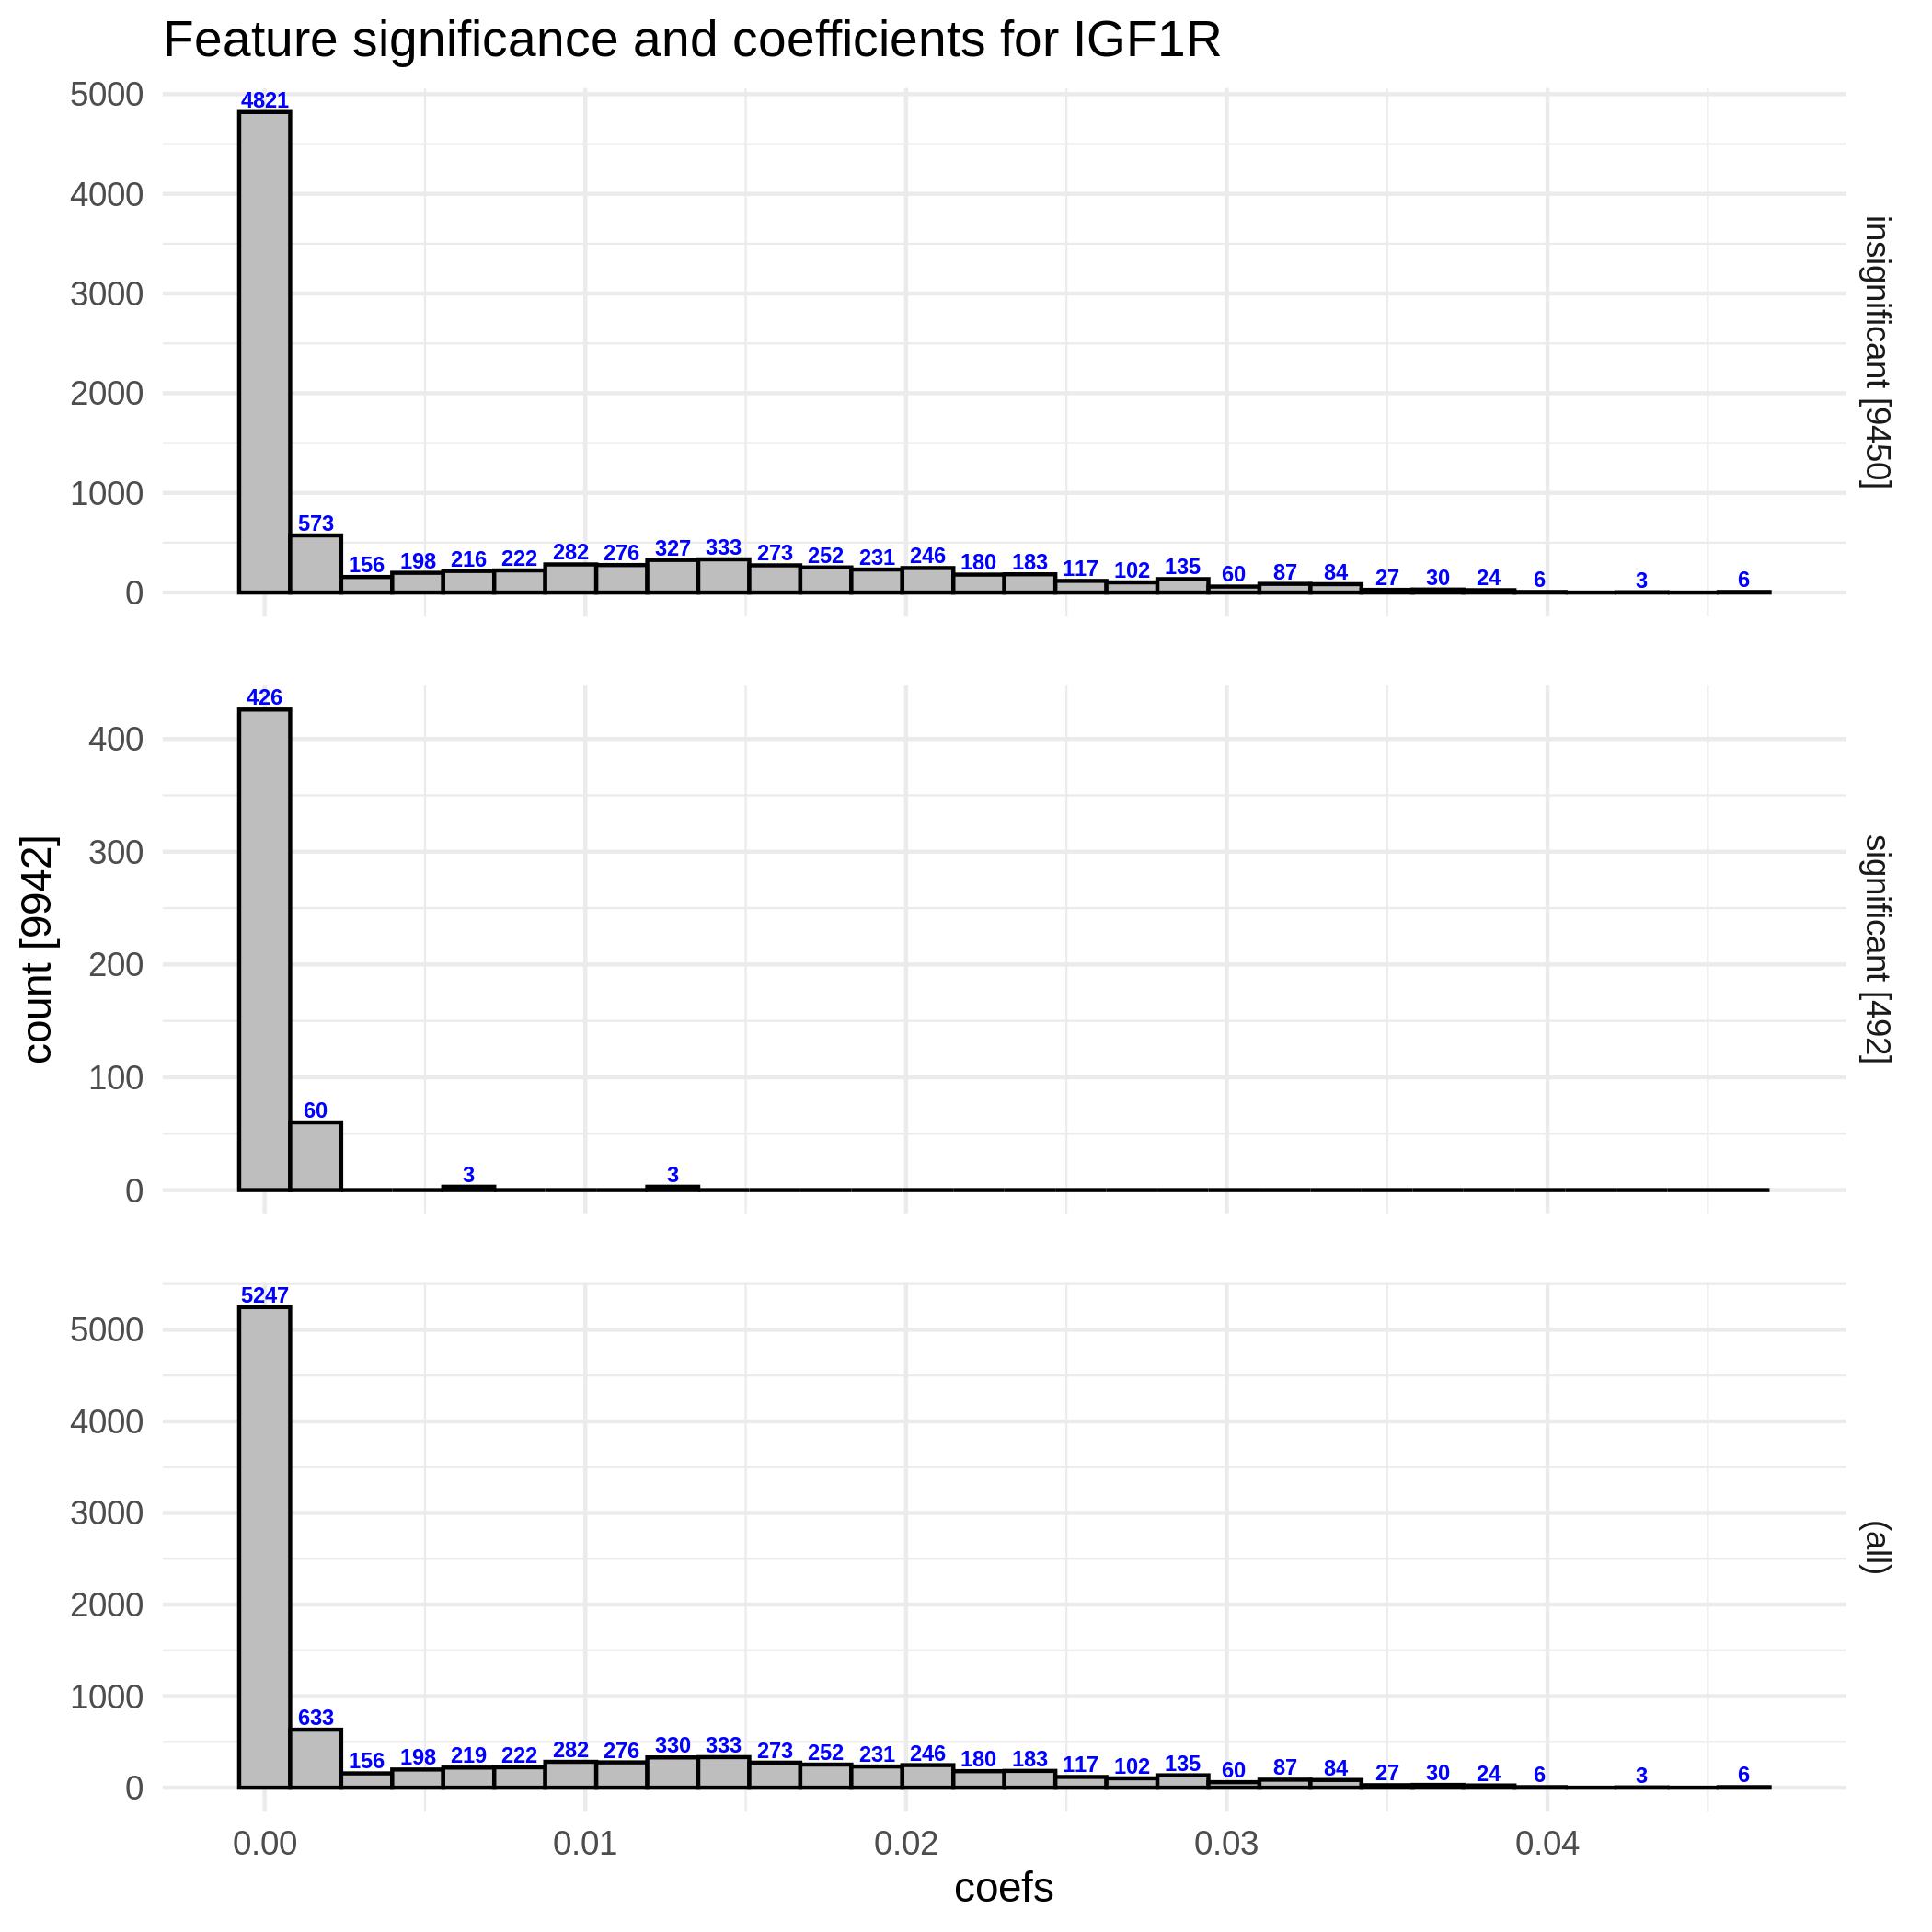 Feature significance and coefficients for IGF1R
5000
4000
3000
2000
1000
0
4821
573
156 198 216 222 282 276 327 333 273 252 231 246 180 183 117 102 135 60 87 84 27 30 24 6 3 6
insignificant [9450]
count [9942]
400
300
200
100
0
426
60
3 3
significant [492]
5000
4000
3000
2000
1000
0
5247
633
156 198 219 222 282 276 330 333 273 252 231 246 180 183 117 102 135 60 87 84 27 30 24 6 3 6
(all)
0.00 0.01 0.02 0.03 0.04
coefs